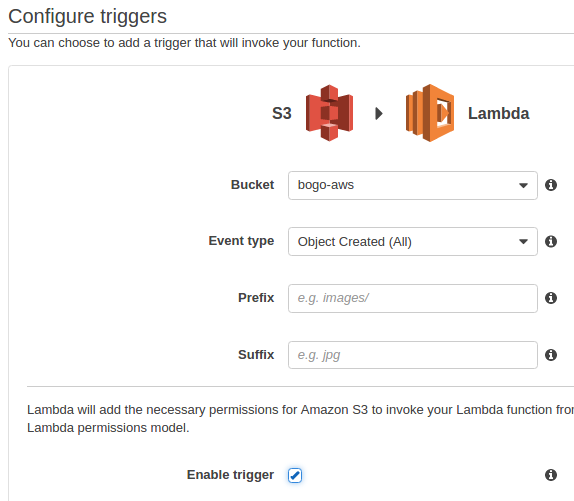 Configure triggers
You can choose to add a trigger that will invoke your function.
S3 Lambda
Bucket bogo-aws
Event type Object Created (All)
Prefix e.g. images/
Suffix e.g. jpg
Lambda will add the necessary permissions for Amazon S3 to invoke your Lambda function from
Lambda permissions model.
Enable trigger